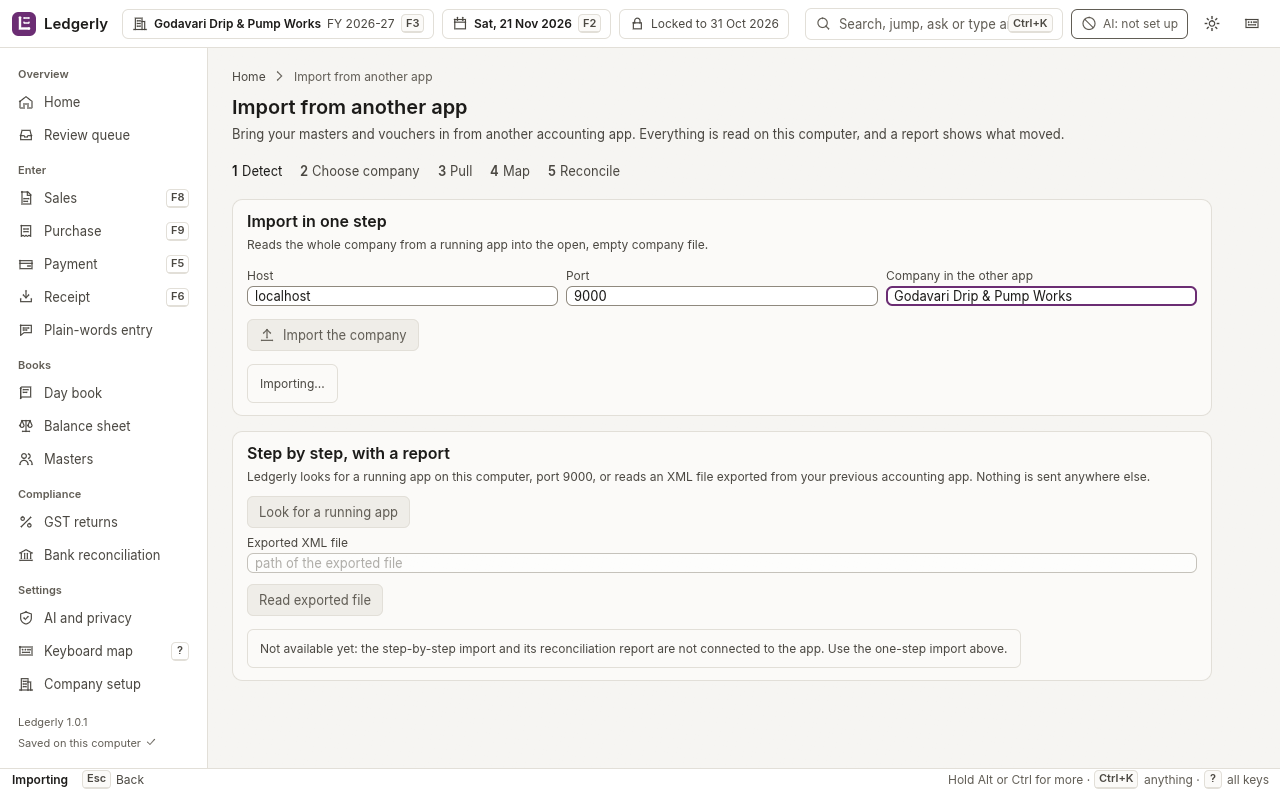 Ledgerly
Godavari Drip & Pump Works FY 2026-27 F3
Sat, 21 Nov 2026 F2
Locked to 31 Oct 2026
Search, jump, ask or type a Ctrl+K
AI: not set up
Overview
Home
Review queue
Enter
Sales F8
Purchase F9
Payment F5
Receipt F6
Plain-words entry
Books
Day book
Balance sheet
Masters
Compliance
GST returns
Bank reconciliation
Settings
AI and privacy
Keyboard map ?
Company setup
Ledgerly 1.0.1
Saved on this computer
Home Import from another app
Import from another app
Bring your masters and vouchers in from another accounting app. Everything is read on this computer, and a report shows what moved.
1 Detect 2 Choose company 3 Pull 4 Map 5 Reconcile
Import in one step
Reads the whole company from a running app into the open, empty company file.
Host Port Company in the other app
localhost 9000 Godavari Drip & Pump Works
Import the company
Importing...
Step by step, with a report
Ledgerly looks for a running app on this computer, port 9000, or reads an XML file exported from your previous accounting app. Nothing is sent anywhere else.
Look for a running app
Exported XML file
path of the exported file
Read exported file
Not available yet: the step-by-step import and its reconciliation report are not connected to the app. Use the one-step import above.
Importing Esc Back
Hold Alt or Ctrl for more · Ctrl+K anything · ? all keys